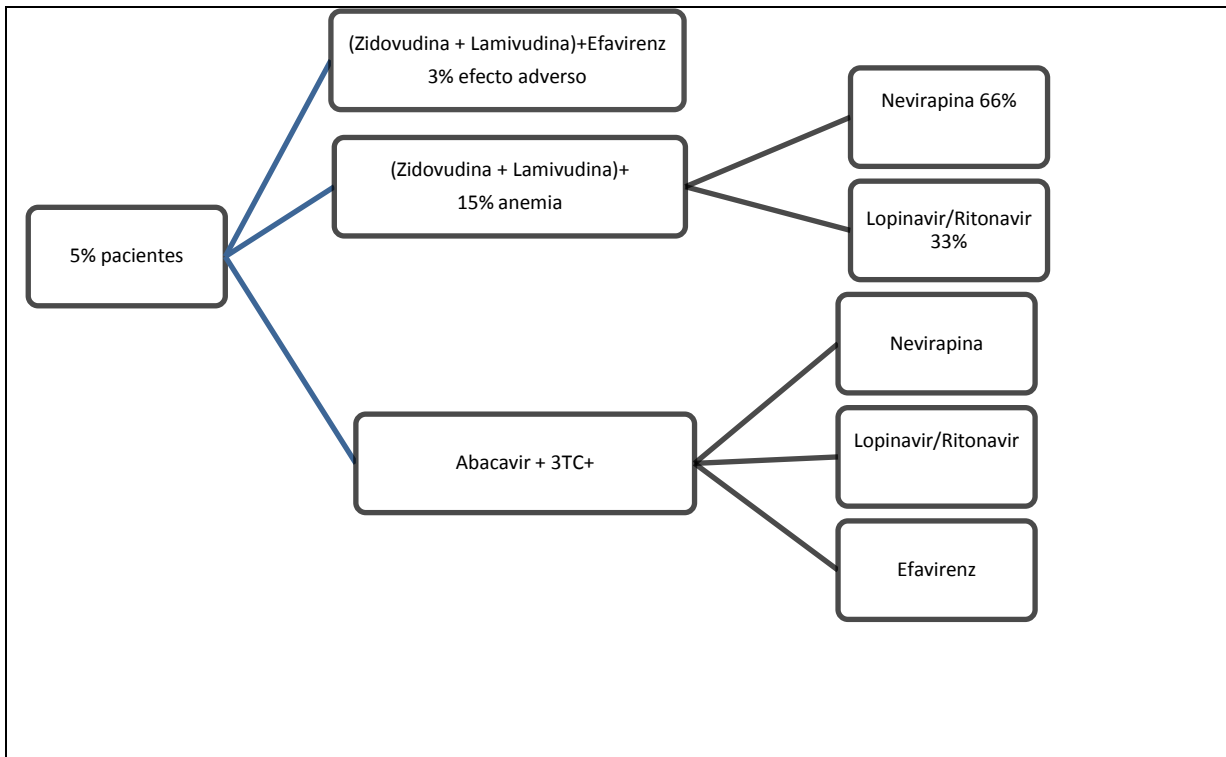 5% pacientes
(Zidovudina + Lamivudina)+Efavirenz
3% efecto adverso
(Zidovudina + Lamivudina)+
15% anemia
Nevirapina 66%
Lopinavir/Ritonavir
33%
Abacavir + 3TC+
Nevirapina
Lopinavir/Ritonavir
Efavirenz